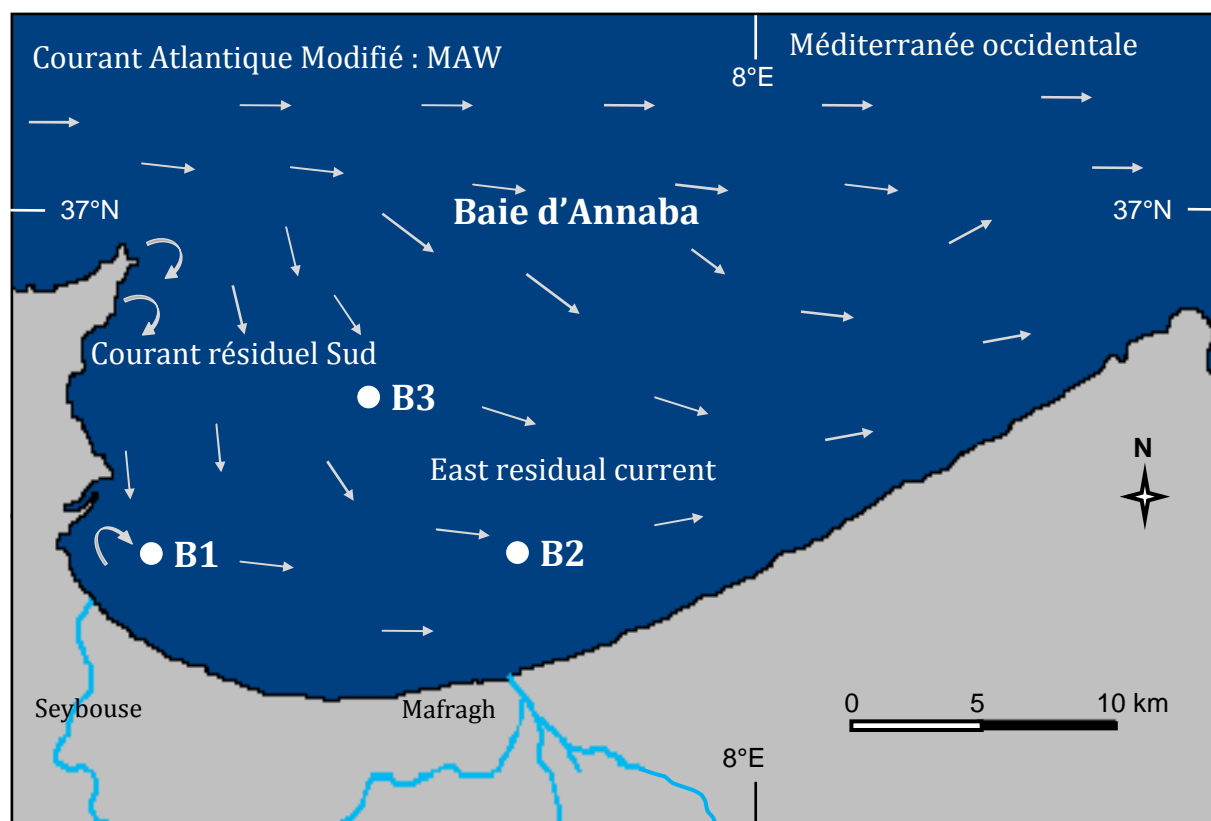 Courant Atlantique Modifié : MAW
Méditerranée occidentale
8°E
37°N
Baie d’Annaba
37°N
Courant résiduel Sud
B3
East residual current
N
B1
B2
Seybouse
Mafragh
0 5 10 km
8°E